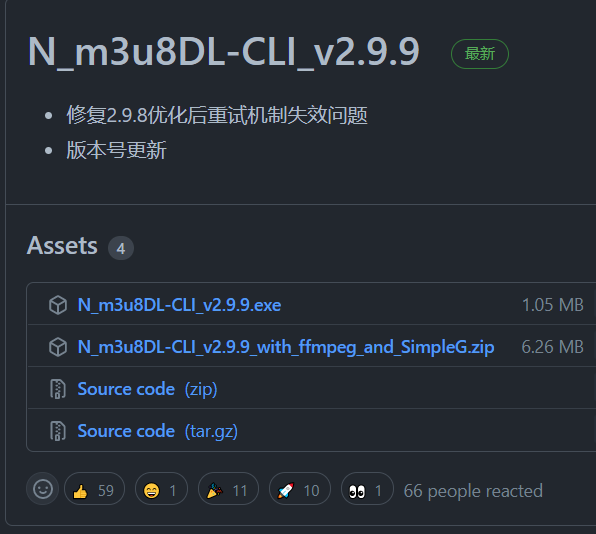 N_m3u8DL-CLI_v2.9.9 最新
修复2.9.8优化后重试机制失效问题
版本号更新
Assets 4
N_m3u8DL-CLI_v2.9.9.exe 1.05 MB
N_m3u8DL-CLI_v2.9.9_with_ffmpeg_and_SimpleG.zip 6.26 MB
Source code (zip)
Source code (tar.gz)
59 1 11 10 1 66 people reacted